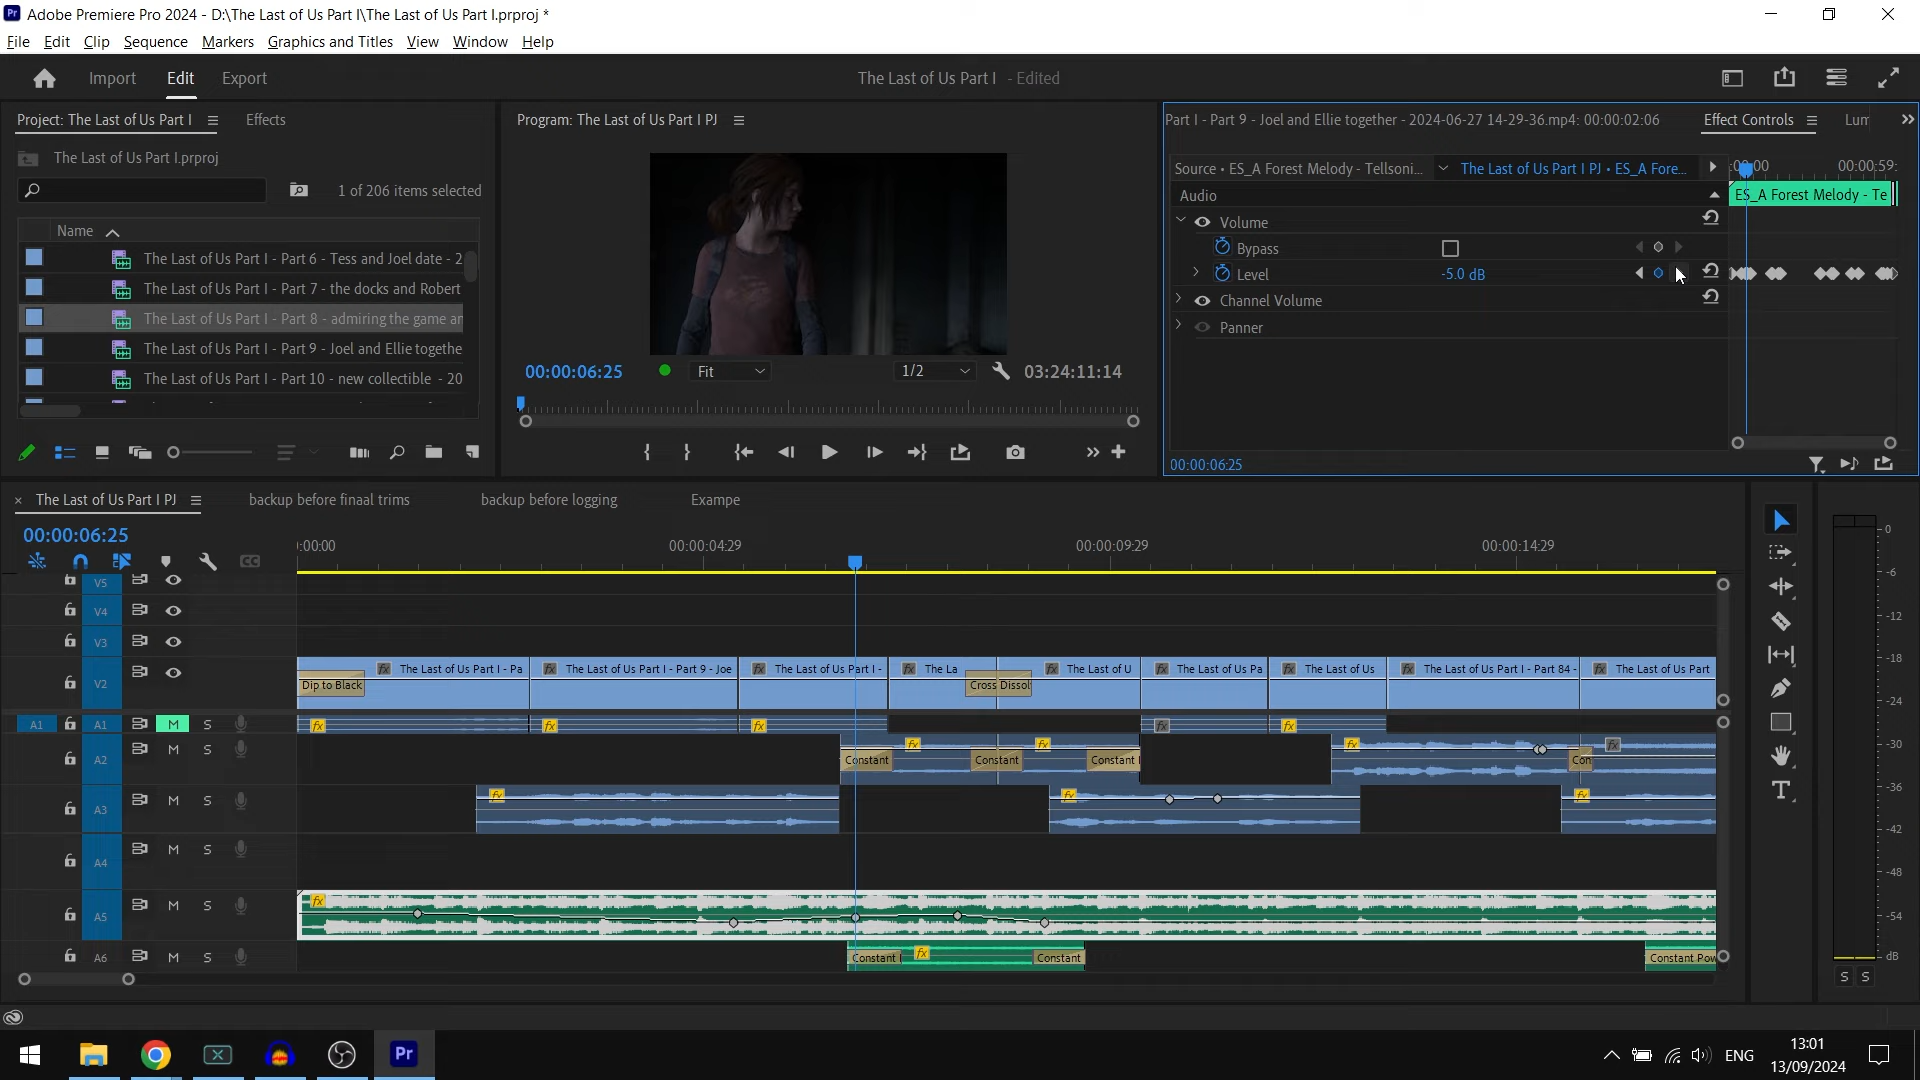 Pr Adobe Premiere Pro 2024 - D:\The Last of Us Part I\The Last of Us Part I.prproj *
File Edit Clip Sequence Markers Graphics and Titles View Window Help
Import Edit Export
The Last of Us Part I - Edited
Project: The Last of Us Part I
Effects
The Last of Us Part I.prproj
1 of 206 items selected
Name
The Last of Us Part I - Part 6 - Tess and Joel date - 2
The Last of Us Part I - Part 7 - the docks and Robert
The Last of Us Part I - Part 8 - admiring the game an
The Last of Us Part I - Part 9 - Joel and Ellie togethe
The Last of Us Part I - Part 10 - new collectible - 20
Program: The Last of Us Part I PJ
00:00:06:25
Fit
1/2
03:24:11:14
Part I - Part 9 - Joel and Ellie together - 2024-06-27 14-29-36.mp4: 00:00:02:06
Effect Controls
Lum
Source • ES_A Forest Melody - Tellsoni...
The Last of Us Part I PJ • ES_A Fore...
:00:00
00:00:59:
Audio
ES_A Forest Melody - Te
Volume
Bypass
Level
-5.0 dB
Channel Volume
Panner
00:00:06:25
The Last of Us Part I PJ
backup before finaal trims
backup before logging
Exampe
00:00:06:25
:00:00
00:00:04:29
00:00:09:29
00:00:14:29
CC
V5
V4
V3
V2
The Last of Us Part I - Pa
The Last of Us Part I - Part 9 - Joe
The Last of Us Part I -
The La
The Last of U
The Last of Us Pa
The Last of Us
The Last of Us Part I - Part 84 -
The Last of Us Part
Dip to Black
Cross Dissol
A1 A1 M S
fx
A2 M S
Constant
Constant
Constant I
Con
A3 M S
A4 M S
A5 M S
A6 M S
Constant I
Constant
Constant Pow
0
-6
-12
-18
-24
-30
-36
-42
-48
-54
dB
S S
Pr
ENG
13:01
13/09/2024